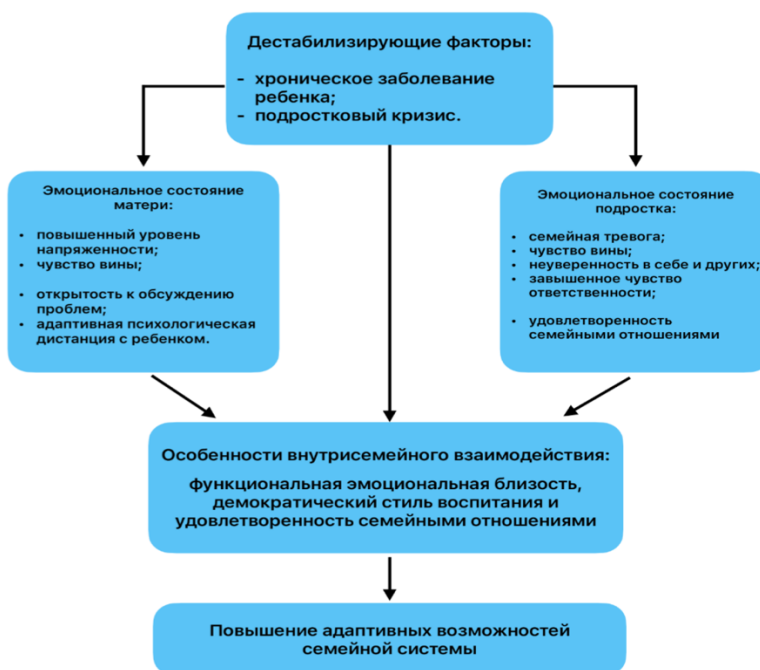 Дестабилизирующие факторы:
- хроническое заболевание
ребенка;
- подростковый кризис.
Эмоциональное состояние
матери:
• повышенный уровень
напряженности;
• чувство вины;
• открытость к обсуждению
проблем;
• адаптивная психологическая
дистанция с ребенком.
Эмоциональное состояние
подростка:
• семейная тревога;
• чувство вины;
• неуверенность в себе и других;
• завышенное чувство
ответственности;
• удовлетворенность
семейными отношениями
Особенности внутрисемейного взаимодействия:
функциональная эмоциональная близость,
демократический стиль воспитания и
удовлетворенность семейными отношениями
Повышение адаптивных возможностей
семейной системы